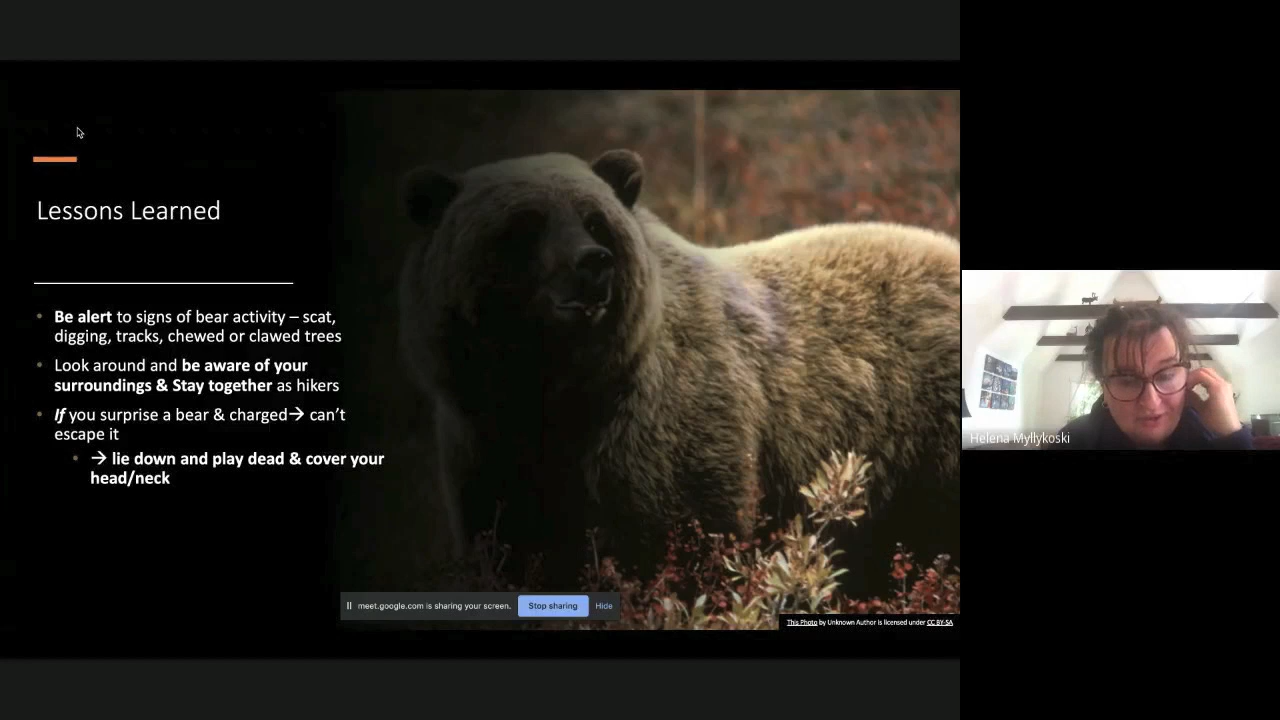 Lessons Learned
• Be alert to signs of bear activity – scat,
digging, tracks, chewed or clawed trees
• Look around and be aware of your
surroundings & Stay together as hikers
• If you surprise a bear & charged→ can't
escape it
• → lie down and play dead & cover your
head/neck
meet.google.com is sharing your screen. Stop sharing Hide
This Photo by Unknown Author is licensed under CC BY-SA
Helena Myllykoski